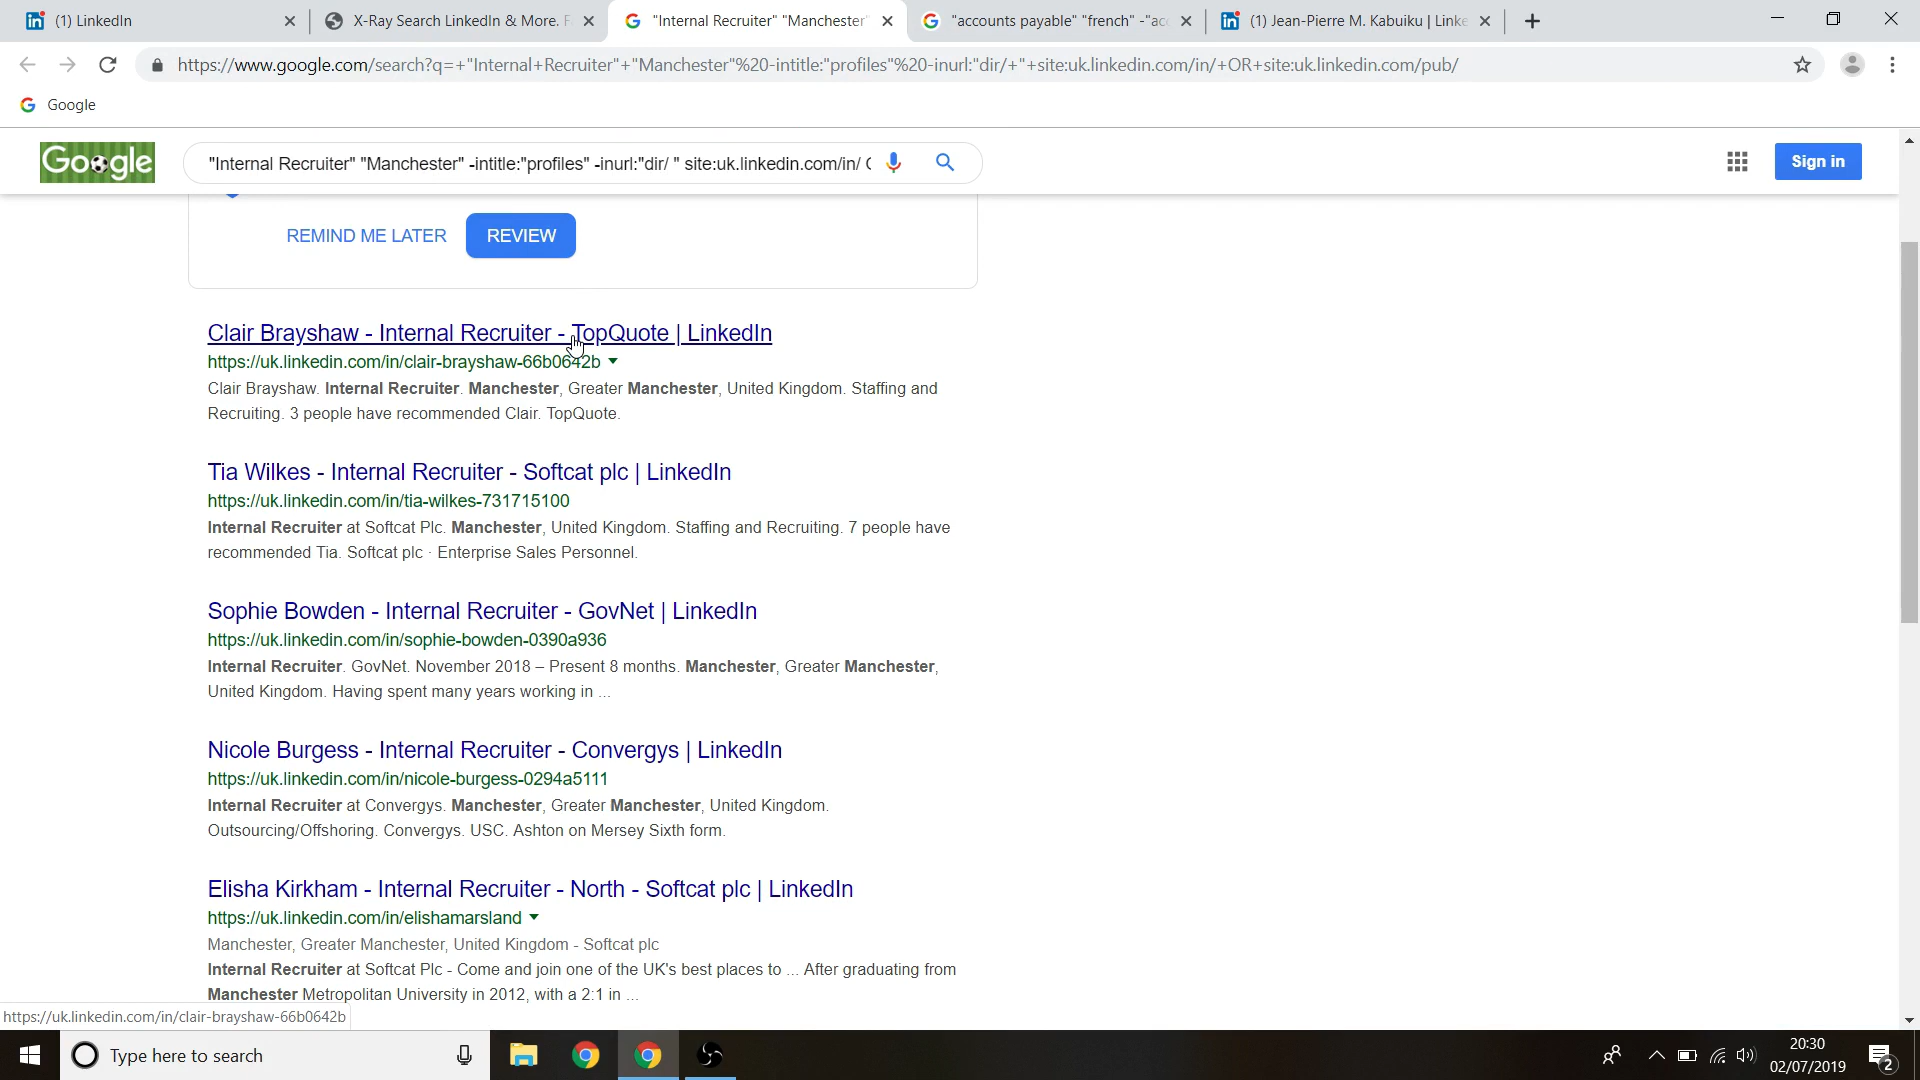 (1) LinkedIn
X-Ray Search LinkedIn & More. F
"Internal Recruiter" "Manchester"
"accounts payable" "french" -"ac
(1) Jean-Pierre M. Kabuiku | Linke
https://www.google.com/search?q=+"Internal+Recruiter"+"Manchester"%20-intitle:"profiles"%20-inurl:"dir/+"+site:uk.linkedin.com/in/+OR+site:uk.linkedin.com/pub/
Google
Google
"Internal Recruiter" "Manchester" -intitle:"profiles" -inurl:"dir/ " site:uk.linkedin.com/in/ O
Sign in
REMIND ME LATER
REVIEW
Clair Brayshaw - Internal Recruiter - TopQuote | LinkedIn
https://uk.linkedin.com/in/clair-brayshaw-66b0642b
Clair Brayshaw. Internal Recruiter. Manchester, Greater Manchester, United Kingdom. Staffing and
Recruiting. 3 people have recommended Clair. TopQuote.
Tia Wilkes - Internal Recruiter - Softcat plc | LinkedIn
https://uk.linkedin.com/in/tia-wilkes-731715100
Internal Recruiter at Softcat Plc. Manchester, United Kingdom. Staffing and Recruiting. 7 people have
recommended Tia. Softcat plc · Enterprise Sales Personnel.
Sophie Bowden - Internal Recruiter - GovNet | LinkedIn
https://uk.linkedin.com/in/sophie-bowden-0390a936
Internal Recruiter. GovNet. November 2018 – Present 8 months. Manchester, Greater Manchester,
United Kingdom. Having spent many years working in ...
Nicole Burgess - Internal Recruiter - Convergys | LinkedIn
https://uk.linkedin.com/in/nicole-burgess-0294a5111
Internal Recruiter at Convergys. Manchester, Greater Manchester, United Kingdom.
Outsourcing/Offshoring. Convergys. USC. Ashton on Mersey Sixth form.
Elisha Kirkham - Internal Recruiter - North - Softcat plc | LinkedIn
https://uk.linkedin.com/in/elishamarsland
Manchester, Greater Manchester, United Kingdom - Softcat plc
Internal Recruiter at Softcat Plc - Come and join one of the UK's best places to ... After graduating from
Manchester Metropolitan University in 2012, with a 2:1 in ...
https://uk.linkedin.com/in/clair-brayshaw-66b0642b
Type here to search
20:30
02/07/2019
2